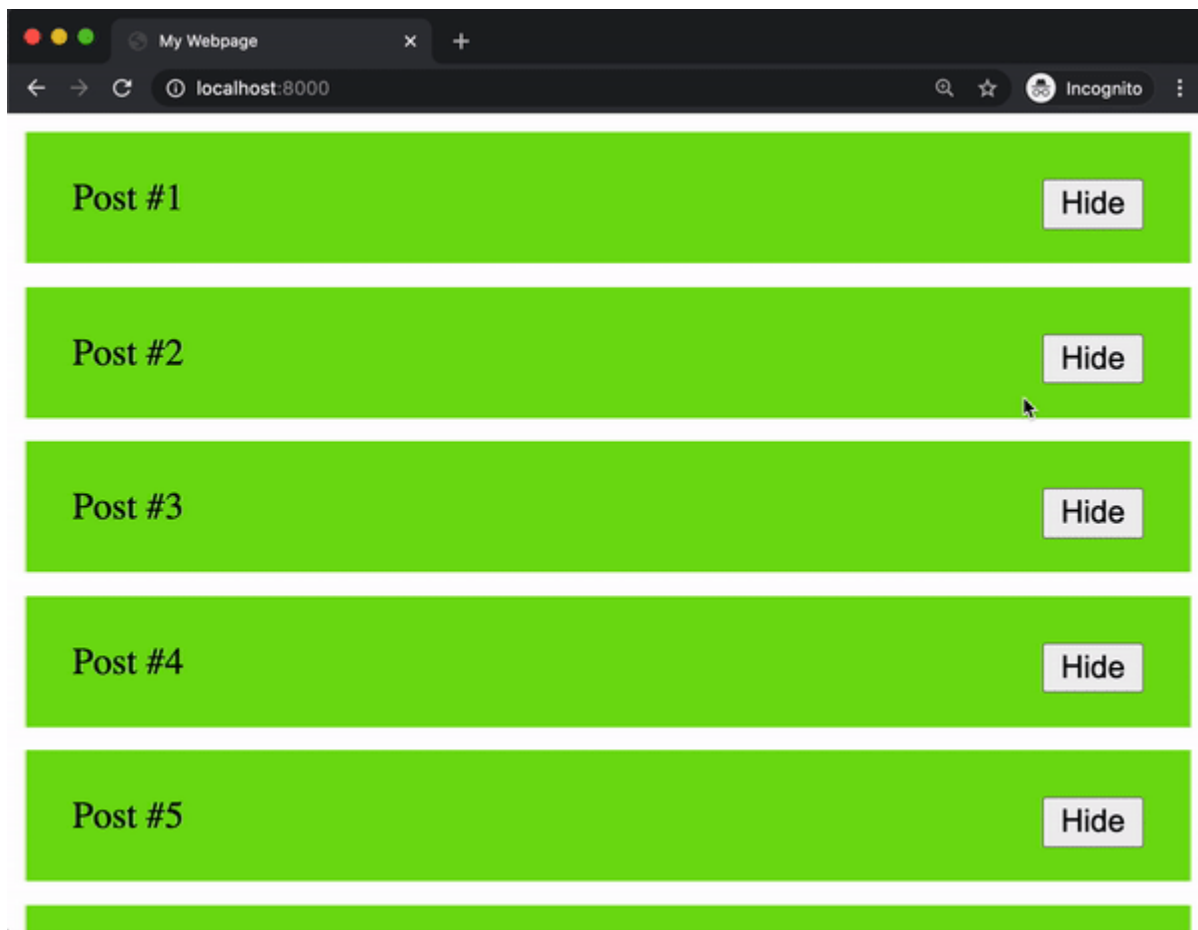 My Webpage
localhost:8000
Incognito
Post #1
Hide
Post #2
Hide
Post #3
Hide
Post #4
Hide
Post #5
Hide